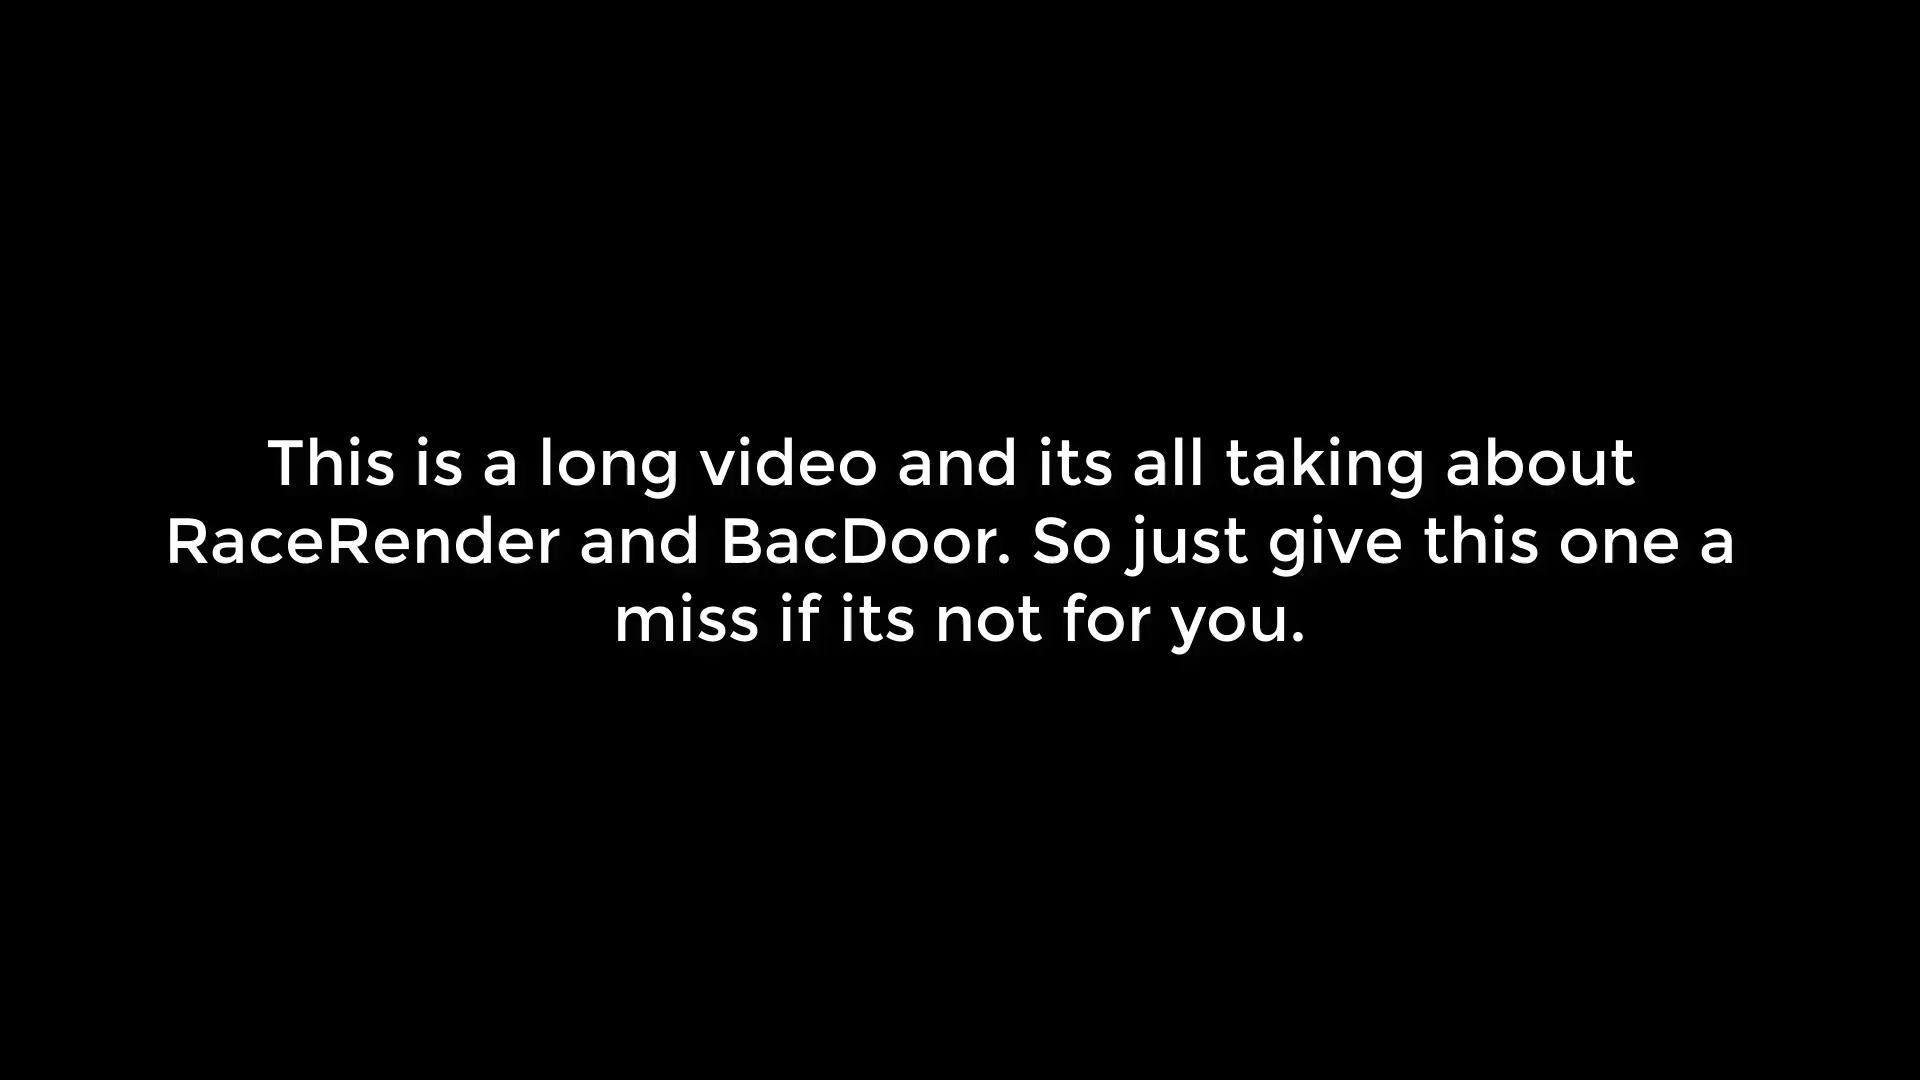 This is a long video and its all taking about
RaceRender and BacDoor. So just give this one a
miss if its not for you.